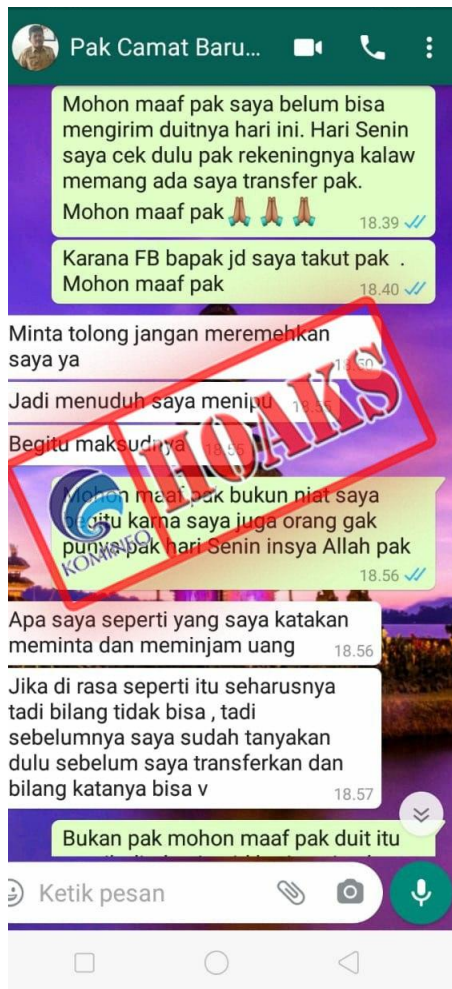 Pak Camat Baru...
Mohon maaf pak saya belum bisa
mengirim duitnya hari ini. Hari Senin
saya cek dulu pak rekeningnya kalaw
memang ada saya transfer pak.
Mohon maaf pak 🙏🙏🙏
18.39
Karana FB bapak jd saya takut pak .
Mohon maaf pak
18.40
Minta tolong jangan meremehkan
saya ya
18.50
Jadi menuduh saya menipu
18.55
Begitu maksudnya
18.55
HOAKS
KOMINFO
Mohon maaf pak bukun niat saya
begitu karna saya juga orang gak
punya pak hari Senin insya Allah pak
18.56
Apa saya seperti yang saya katakan
meminta dan meminjam uang
18.56
Jika di rasa seperti itu seharusnya
tadi bilang tidak bisa , tadi
sebelumnya saya sudah tanyakan
dulu sebelum saya transferkan dan
bilang katanya bisa v
18.57
Bukan pak mohon maaf pak duit itu
Ketik pesan